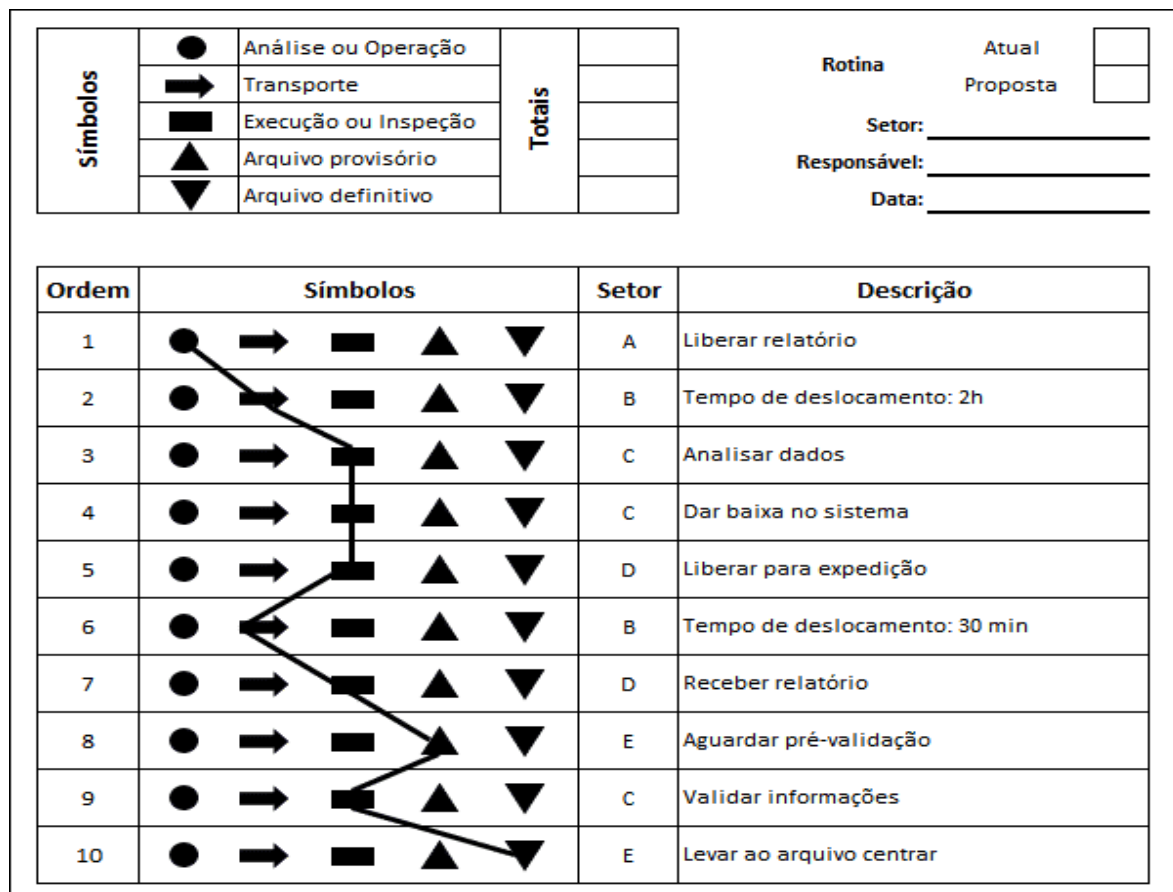 Símbolos
Análise ou Operação
Transporte
Execução ou Inspeção
Arquivo provisório
Arquivo definitivo
Totais
Rotina
Atual
Proposta
Setor:
Responsável:
Data:
Ordem Símbolos Setor Descrição
1 A Liberar relatório
2 B Tempo de deslocamento: 2h
3 C Analisar dados
4 C Dar baixa no sistema
5 D Liberar para expedição
6 B Tempo de deslocamento: 30 min
7 D Receber relatório
8 E Aguardar pré-validação
9 C Validar informações
10 E Levar ao arquivo centrar